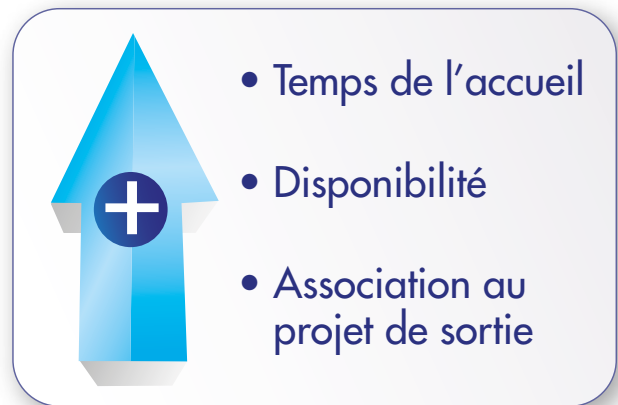 +
• Temps de l’accueil
• Disponibilité
• Association au
projet de sortie